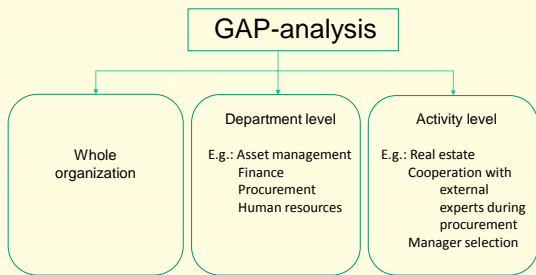 GAP-analysis
Whole
organization
Department level
E.g.: Asset management
Finance
Procurement
Human resources
Activity level
E.g.: Real estate
Cooperation with
external
experts during
procurement
Manager selection